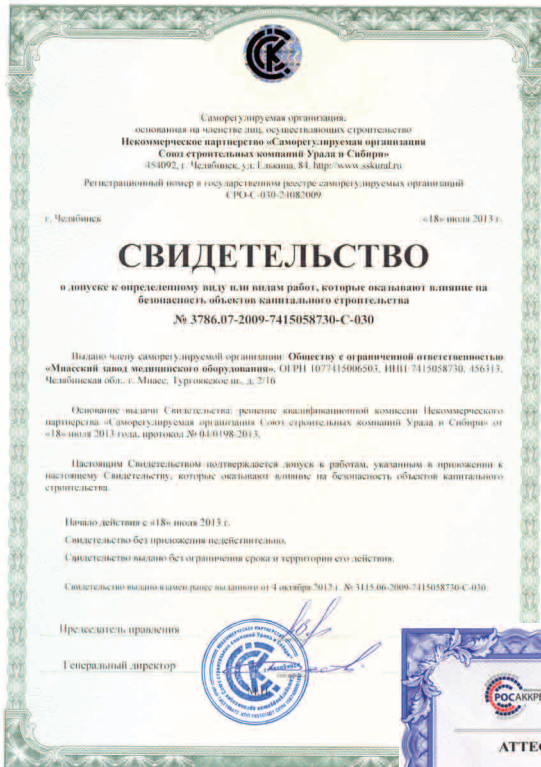 Саморегулируемая организация,
основанная на членстве лиц, осуществляющих строительство
Некоммерческое партнерство «Саморегулируемая организация
Союз строительных компаний Урала и Сибири»
454092, г. Челябинск, ул. Елькина, 84, http://www.sskural.ru
Регистрационный номер в государственном реестре саморегулируемых организаций
СРО-С-030-24082009
г. Челябинск «18» июля 2013 г.
СВИДЕТЕЛЬСТВО
о допуске к определенному виду или видам работ, которые оказывают влияние на
безопасность объектов капитального строительства
№ 3786.07-2009-7415058730-С-030
Выдано члену саморегулируемой организации: Обществу с ограниченной ответственностью
«Миасский завод медицинского оборудования», ОГРН 1077415006503, ИНН 7415058730, 456313,
Челябинская обл., г. Миасс, Тургоякское ш., д. 2/16
Основание выдачи Свидетельства: решение квалификационной комиссии Некоммерческого
партнерства «Саморегулируемая организация Союз строительных компаний Урала и Сибири» от
«18» июля 2013 года, протокол № 04/0198-2013.
Настоящим Свидетельством подтверждается допуск к работам, указанным в приложении к
настоящему Свидетельству, которые оказывают влияние на безопасность объектов капитального
строительства.
Начало действия с «18» июля 2013 г.
Свидетельство без приложения недействительно.
Свидетельство выдано без ограничения срока и территории его действия.
Свидетельство выдано взамен ранее выданного от 4 октября 2012 г. № 3115.06-2009-7415058730-С-030
Председатель правления
Генеральный директор
РОСАККРЕ
АТТЕС